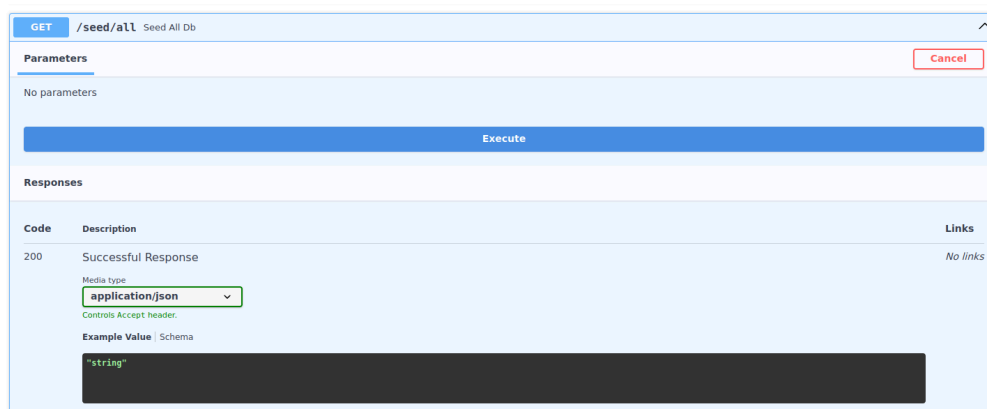 GET /seed/all Seed All Db
Parameters Cancel
No parameters
Execute
Responses
Code Description Links
200 Successful Response No links
Media type
application/json
Controls Accept header.
Example Value Schema
"string"